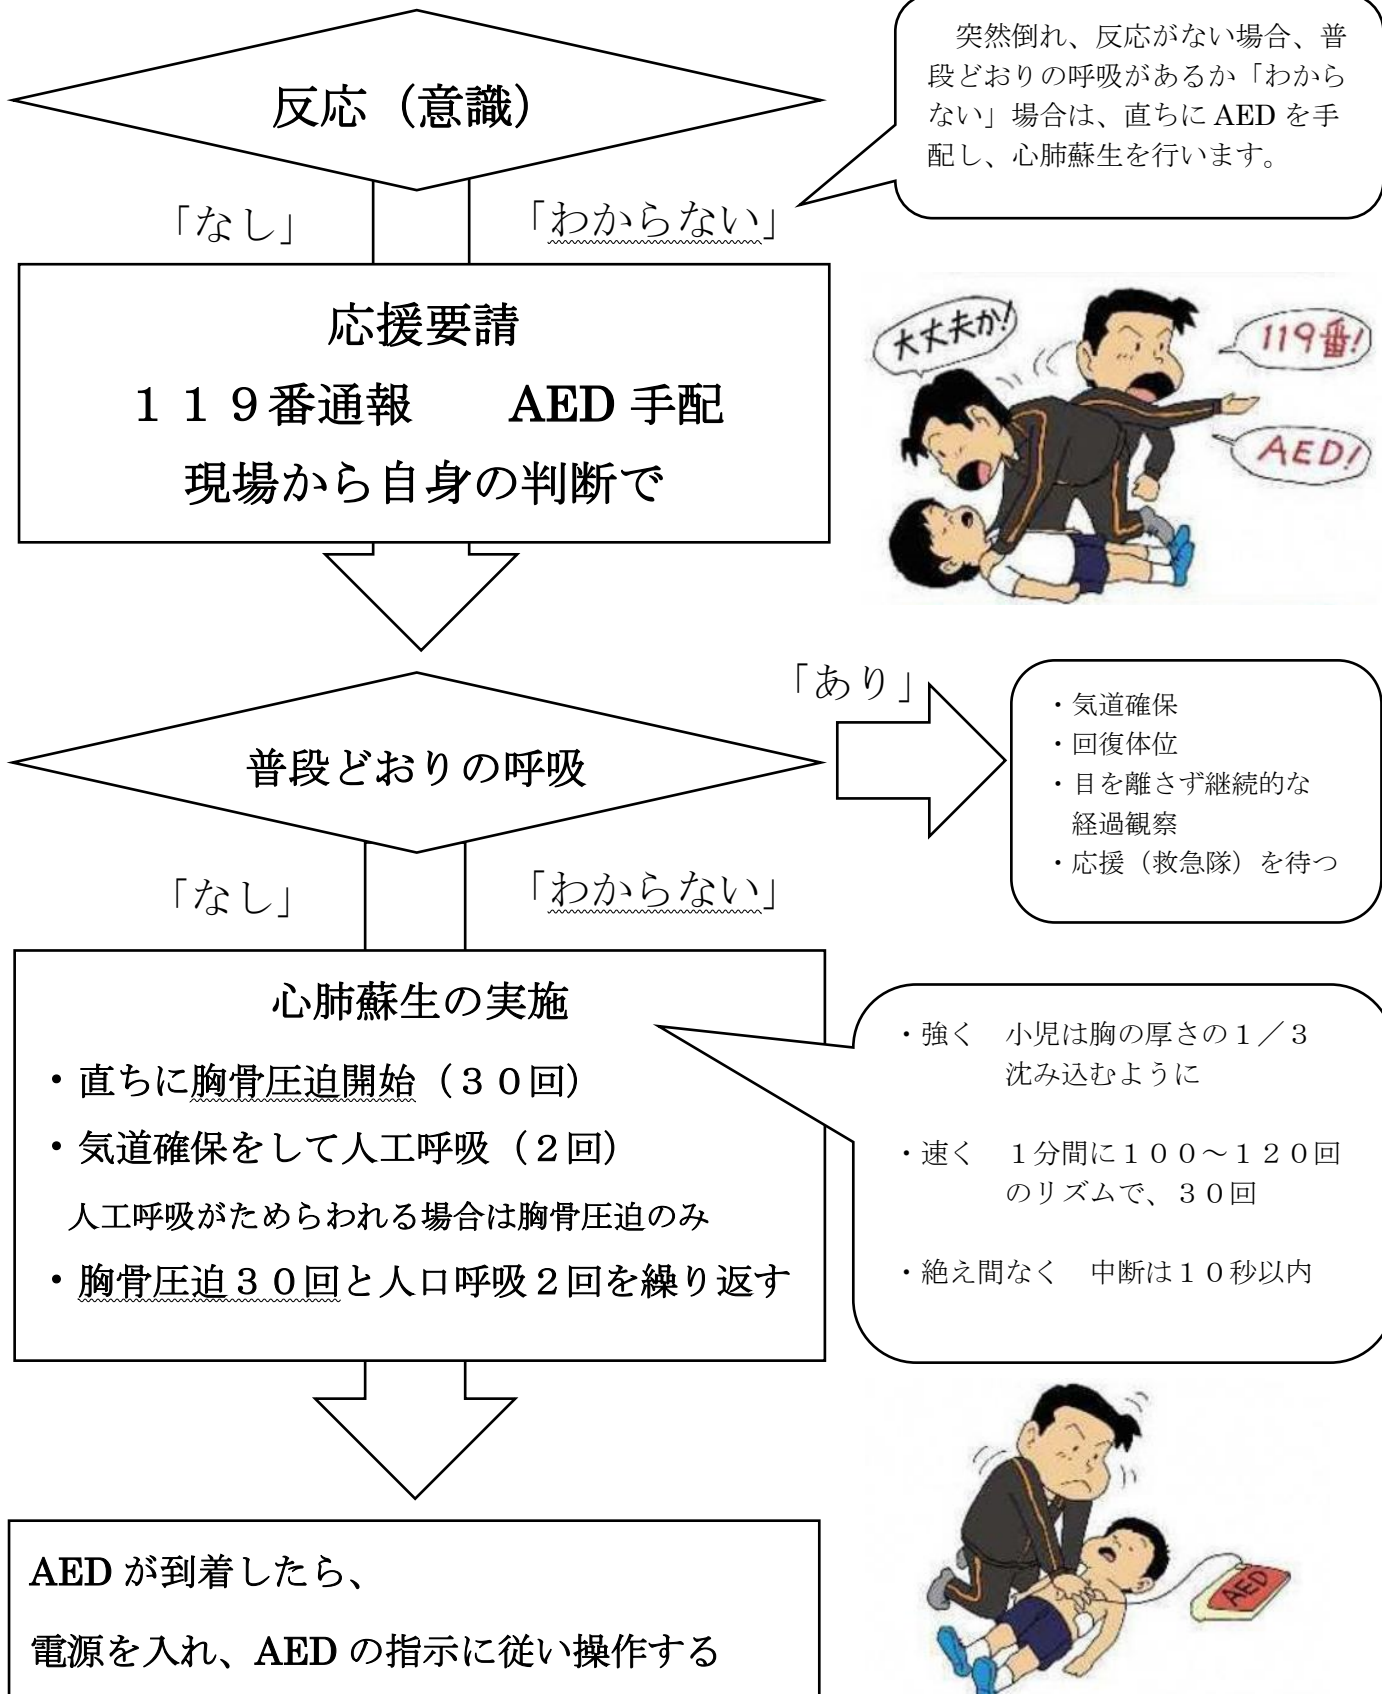 反応（意識）
突然倒れ、反応がない場合、普
段どおりの呼吸があるか「わから
ない」場合は、直ちに AED を手
配し、心肺蘇生を行います。
「なし」
「わからない」
応援要請
１１９番通報　　AED 手配
現場から自身の判断で
大丈夫か!
119番!
AED!
普段どおりの呼吸
「あり」
・気道確保
・回復体位
・目を離さず継続的な
経過観察
・応援（救急隊）を待つ
「なし」
「わからない」
心肺蘇生の実施
・直ちに胸骨圧迫開始（３０回）
・気道確保をして人工呼吸（２回）
人工呼吸がためらわれる場合は胸骨圧迫のみ
・胸骨圧迫３０回と人口呼吸２回を繰り返す
・強く　小児は胸の厚さの１／３
沈み込むように
・速く　１分間に１００～１２０回
のリズムで、３０回
・絶え間なく　中断は１０秒以内
AED が到着したら、
電源を入れ、AED の指示に従い操作する
AED